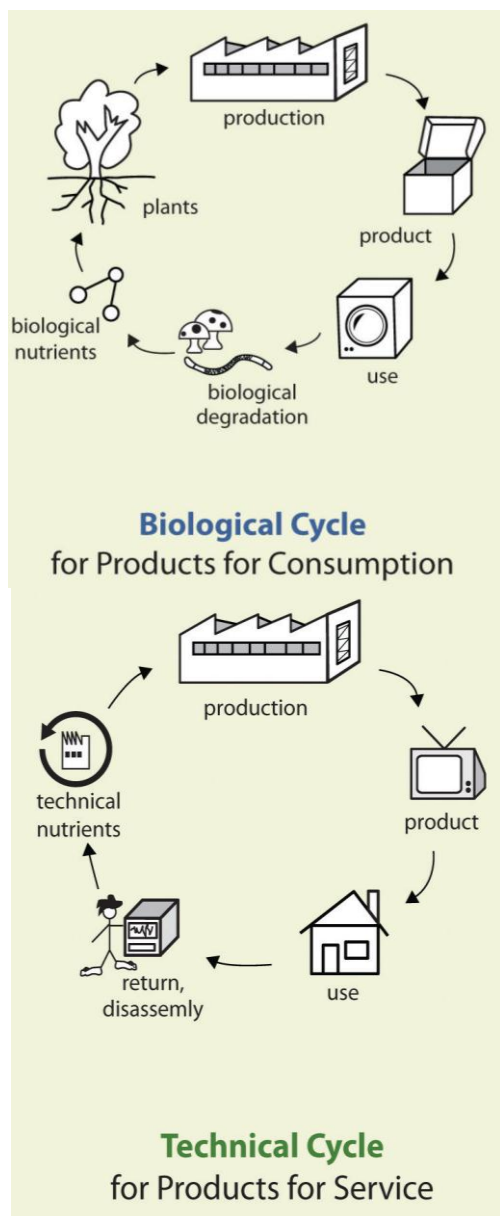 production
plants
product
biological
nutrients
use
biological
degradation
Biological Cycle
for Products for Consumption
production
technical
nutrients
product
use
return,
disassemly
Technical Cycle
for Products for Service